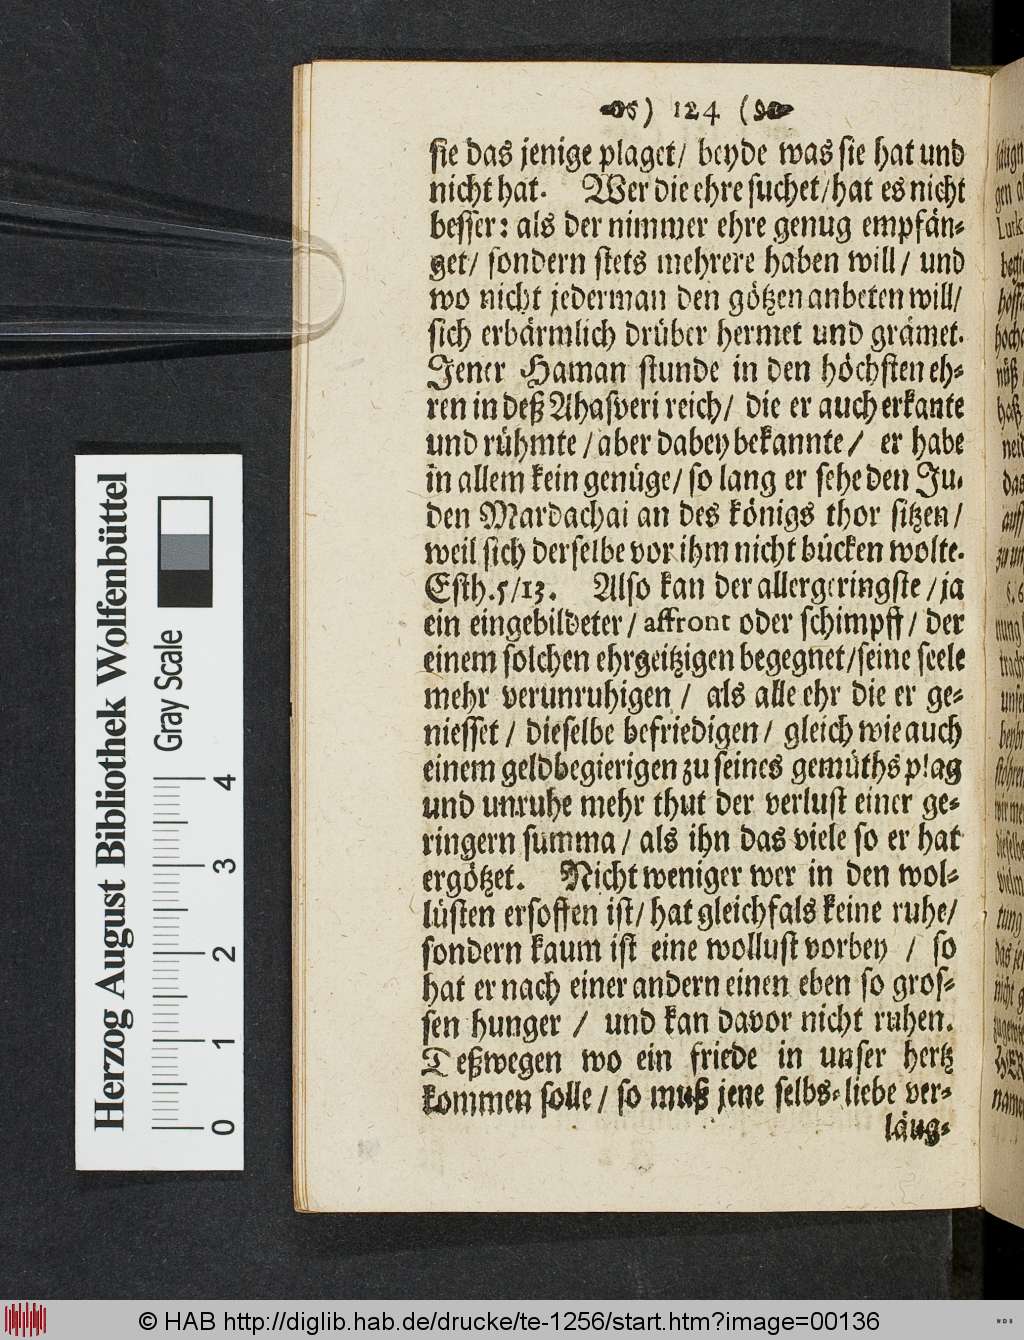 ) 124 (
sie das jenige plaget/ beyde was sie hat und
nicht hat. Wer die ehre suchet/hat es nicht
besser: als der nimmer ehre genug empfän-
get/ sondern stets mehrere haben will/ und
wo nicht jederman den götzen anbeten will/
sich erbärmlich drüber hermet und grämet.
Jener Haman stunde in den höchsten eh-
ren in deß Ahasveri reich/ die er auch erkante
und rühmte/aber dabey bekannte/ er habe
in allem kein genüge/ so lang er sehe den Ju-
den Mardachai an des königs thor sitzen/
weil sich derselbe vor ihm nicht bücken wolte.
Esth.5/13. Also kan der allergeringste/ja
ein eingebildeter/ affront oder schimpff/ der
einem solchen ehrgeitzigen begegnet/seine seele
mehr verunruhigen/ als alle ehr die er ge-
niesset/ dieselbe befriedigen/ gleich wie auch
einem geldbegierigen zu seines gemüths plag
und unruhe mehr thut der verlust einer ge-
ringern summa/ als ihn das viele so er hat
ergötzet. Nicht weniger wer in den wol-
lüsten ersoffen ist/ hat gleichfals keine ruhe/
sondern kaum ist eine wollust vorbey / so
hat er nach einer andern einen eben so gros-
sen hunger / und kan davor nicht ruhen.
Deßwegen wo ein friede in unser hertz
kommen solle/ so muß jene selbs-liebe ver-
läug-
Herzog August Bibliothek Wolfenbüttel
Gray Scale
0 1 2 3 4
© HAB http://diglib.hab.de/drucke/te-1256/start.htm?image=00136